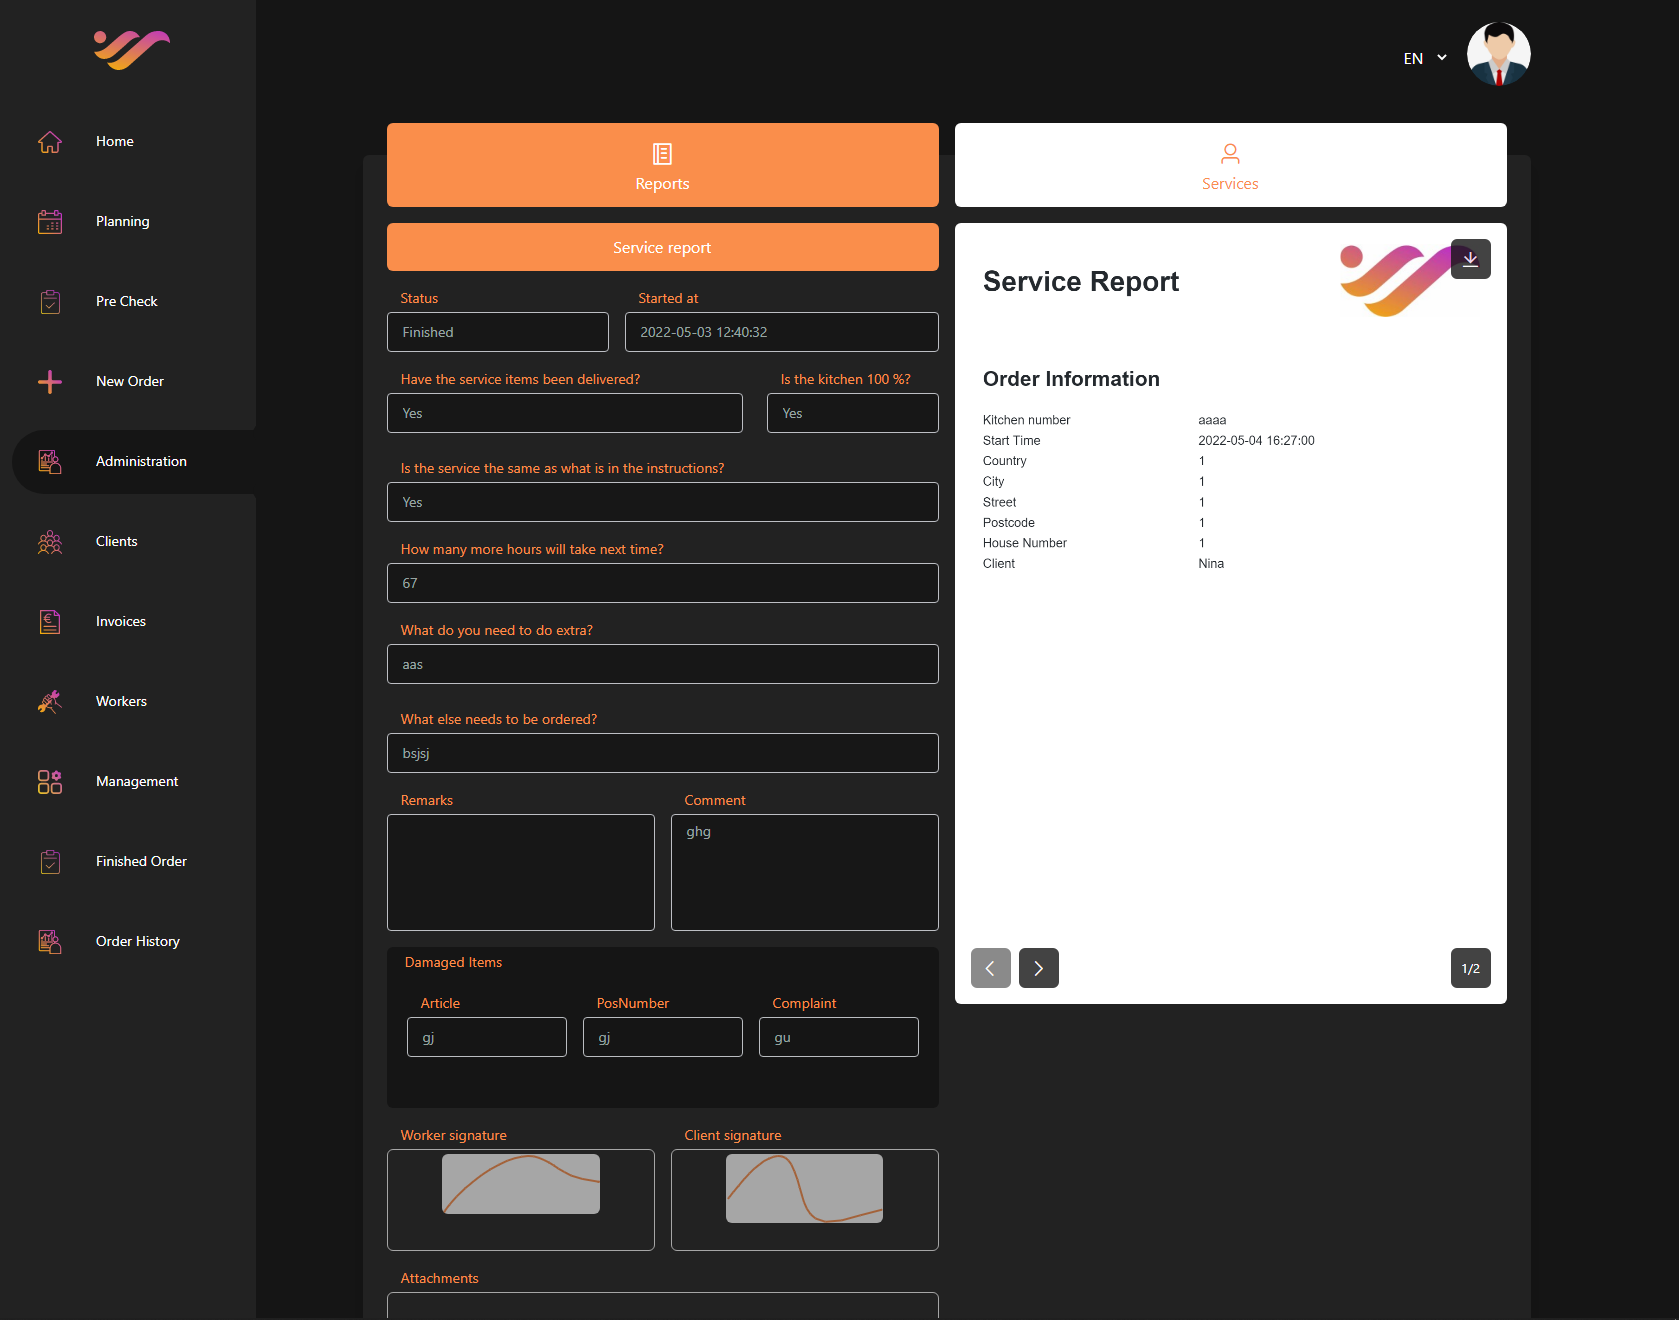 EN
Home
Planning
Pre Check
New Order
Administration
Clients
Invoices
Workers
Management
Finished Order
Order History
Reports
Services
Service report
Status
Started at
Finished
2022-05-03 12:40:32
Have the service items been delivered?
Is the kitchen 100 %?
Yes
Yes
Is the service the same as what is in the instructions?
Yes
How many more hours will take next time?
67
What do you need to do extra?
aas
What else needs to be ordered?
bsjsj
Remarks
Comment
ghg
Damaged Items
Article
PosNumber
Complaint
gj
gj
gu
Worker signature
Client signature
Attachments
Service Report
Order Information
Kitchen number aaaa
Start Time 2022-05-04 16:27:00
Country 1
City 1
Street 1
Postcode 1
House Number 1
Client Nina
1/2